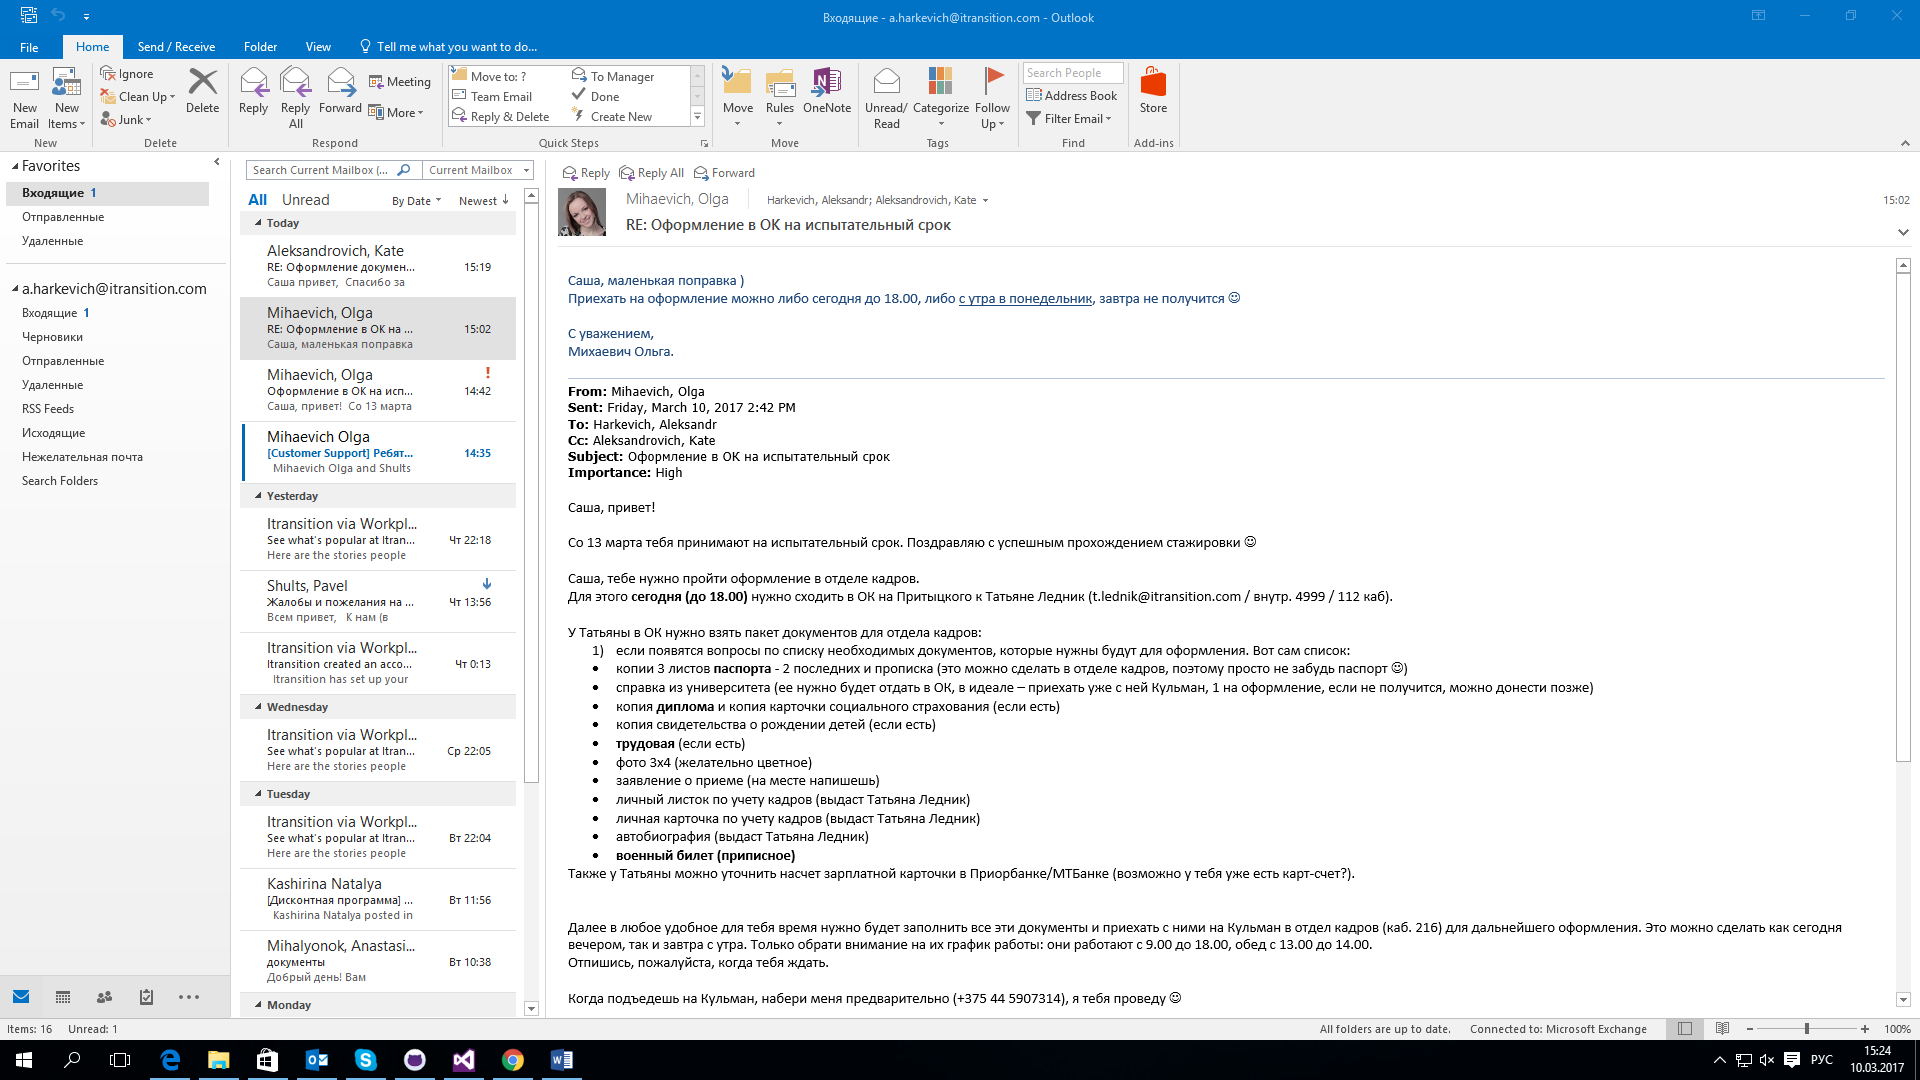 Входящие - a.harkevich@itransition.com - Outlook
File Home Send / Receive Folder View Tell me what you want to do...
New Email
New Items
New
Ignore
Clean Up
Junk
Delete
Delete
Reply
Reply All
Forward
Meeting
More
Respond
Move to: ?
Team Email
Reply & Delete
To Manager
Done
Create New
Quick Steps
Move
Rules
OneNote
Move
Unread/ Read
Categorize
Follow Up
Tags
Search People
Address Book
Filter Email
Find
Store
Add-ins
Favorites
Входящие 1
Отправленные
Удаленные
a.harkevich@itransition.com
Входящие 1
Черновики
Отправленные
Удаленные
RSS Feeds
Исходящие
Нежелательная почта
Search Folders
Search Current Mailbox (... Current Mailbox
All Unread By Date Newest
Today
Aleksandrovich, Kate
RE: Оформление докумен... 15:19
Саша привет, Спасибо за
Mihaevich, Olga
RE: Оформление в ОК на ... 15:02
Саша, маленькая поправка
Mihaevich, Olga !
Оформление в ОК на исп... 14:42
Саша, привет! Со 13 марта
Mihaevich Olga
[Customer Support] Ребят... 14:35
Mihaevich Olga and Shults
Yesterday
Itransition via Workpl...
See what's popular at Itran... Чт 22:18
Here are the stories people
Shults, Pavel
Жалобы и пожелания на ... Чт 13:56
Всем привет, К нам (в
Itransition via Workpl...
Itransition created an acco... Чт 0:13
Itransition has set up your
Wednesday
Itransition via Workpl...
See what's popular at Itran... Ср 22:05
Here are the stories people
Tuesday
Itransition via Workpl...
See what's popular at Itran... Вт 22:04
Here are the stories people
Kashirina Natalya
[Дисконтная программа] ... Вт 11:56
Kashirina Natalya posted in
Mihalyonok, Anastasi...
документы Вт 10:38
Добрый день! Вам
Monday
Reply Reply All Forward
Mihaevich, Olga Harkevich, Aleksandr; Aleksandrovich, Kate 15:02
RE: Оформление в ОК на испытательный срок
Саша, маленькая поправка )
Приехать на оформление можно либо сегодня до 18.00, либо с утра в понедельник, завтра не получится ☺
С уважением,
Михаевич Ольга.
From: Mihaevich, Olga
Sent: Friday, March 10, 2017 2:42 PM
To: Harkevich, Aleksandr
Cc: Aleksandrovich, Kate
Subject: Оформление в ОК на испытательный срок
Importance: High
Саша, привет!
Со 13 марта тебя принимают на испытательный срок. Поздравляю с успешным прохождением стажировки ☺
Саша, тебе нужно пройти оформление в отделе кадров.
Для этого сегодня (до 18.00) нужно сходить в ОК на Притыцкого к Татьяне Ледник (t.lednik@itransition.com / внутр. 4999 / 112 каб).
У Татьяны в ОК нужно взять пакет документов для отдела кадров:
1) если появятся вопросы по списку необходимых документов, которые нужны будут для оформления. Вот сам список:
• копии 3 листов паспорта - 2 последних и прописка (это можно сделать в отделе кадров, поэтому просто не забудь паспорт ☺)
• справка из университета (ее нужно будет отдать в ОК, в идеале – приехать уже с ней Кульман, 1 на оформление, если не получится, можно донести позже)
• копия диплома и копия карточки социального страхования (если есть)
• копия свидетельства о рождении детей (если есть)
• трудовая (если есть)
• фото 3х4 (желательно цветное)
• заявление о приеме (на месте напишешь)
• личный листок по учету кадров (выдаст Татьяна Ледник)
• личная карточка по учету кадров (выдаст Татьяна Ледник)
• автобиография (выдаст Татьяна Ледник)
• военный билет (приписное)
Также у Татьяны можно уточнить насчет зарплатной карточки в Приорбанке/МТБанке (возможно у тебя уже есть карт-счет?).
Далее в любое удобное для тебя время нужно будет заполнить все эти документы и приехать с ними на Кульман в отдел кадров (каб. 216) для дальнейшего оформления. Это можно сделать как сегодня
вечером, так и завтра с утра. Только обрати внимание на их график работы: они работают с 9.00 до 18.00, обед с 13.00 до 14.00.
Отпишись, пожалуйста, когда тебя ждать.
Когда подъедешь на Кульман, набери меня предварительно (+375 44 5907314), я тебя проведу ☺
Items: 16 Unread: 1 All folders are up to date. Connected to: Microsoft Exchange 100%
РУС 15:24
10.03.2017